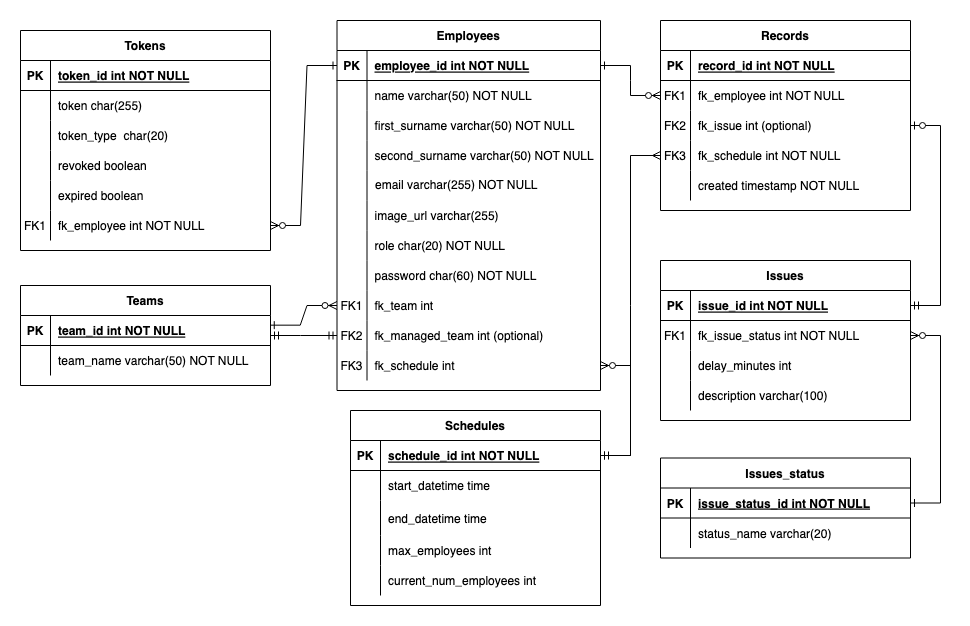 Tokens
PK token_id int NOT NULL
token char(255)
token_type  char(20)
revoked boolean
expired boolean
FK1 fk_employee int NOT NULL
Teams
PK team_id int NOT NULL
team_name varchar(50) NOT NULL
Employees
PK employee_id int NOT NULL
name varchar(50) NOT NULL
first_surname varchar(50) NOT NULL
second_surname varchar(50) NOT NULL
email varchar(255) NOT NULL
image_url varchar(255)
role char(20) NOT NULL
password char(60) NOT NULL
FK1 fk_team int
FK2 fk_managed_team int (optional)
FK3 fk_schedule int
Schedules
PK schedule_id int NOT NULL
start_datetime time
end_datetime time
max_employees int
current_num_employees int
Records
PK record_id int NOT NULL
FK1 fk_employee int NOT NULL
FK2 fk_issue int (optional)
FK3 fk_schedule int NOT NULL
created timestamp NOT NULL
Issues
PK issue_id int NOT NULL
FK1 fk_issue_status int NOT NULL
delay_minutes int
description varchar(100)
Issues_status
PK issue_status_id int NOT NULL
status_name varchar(20)